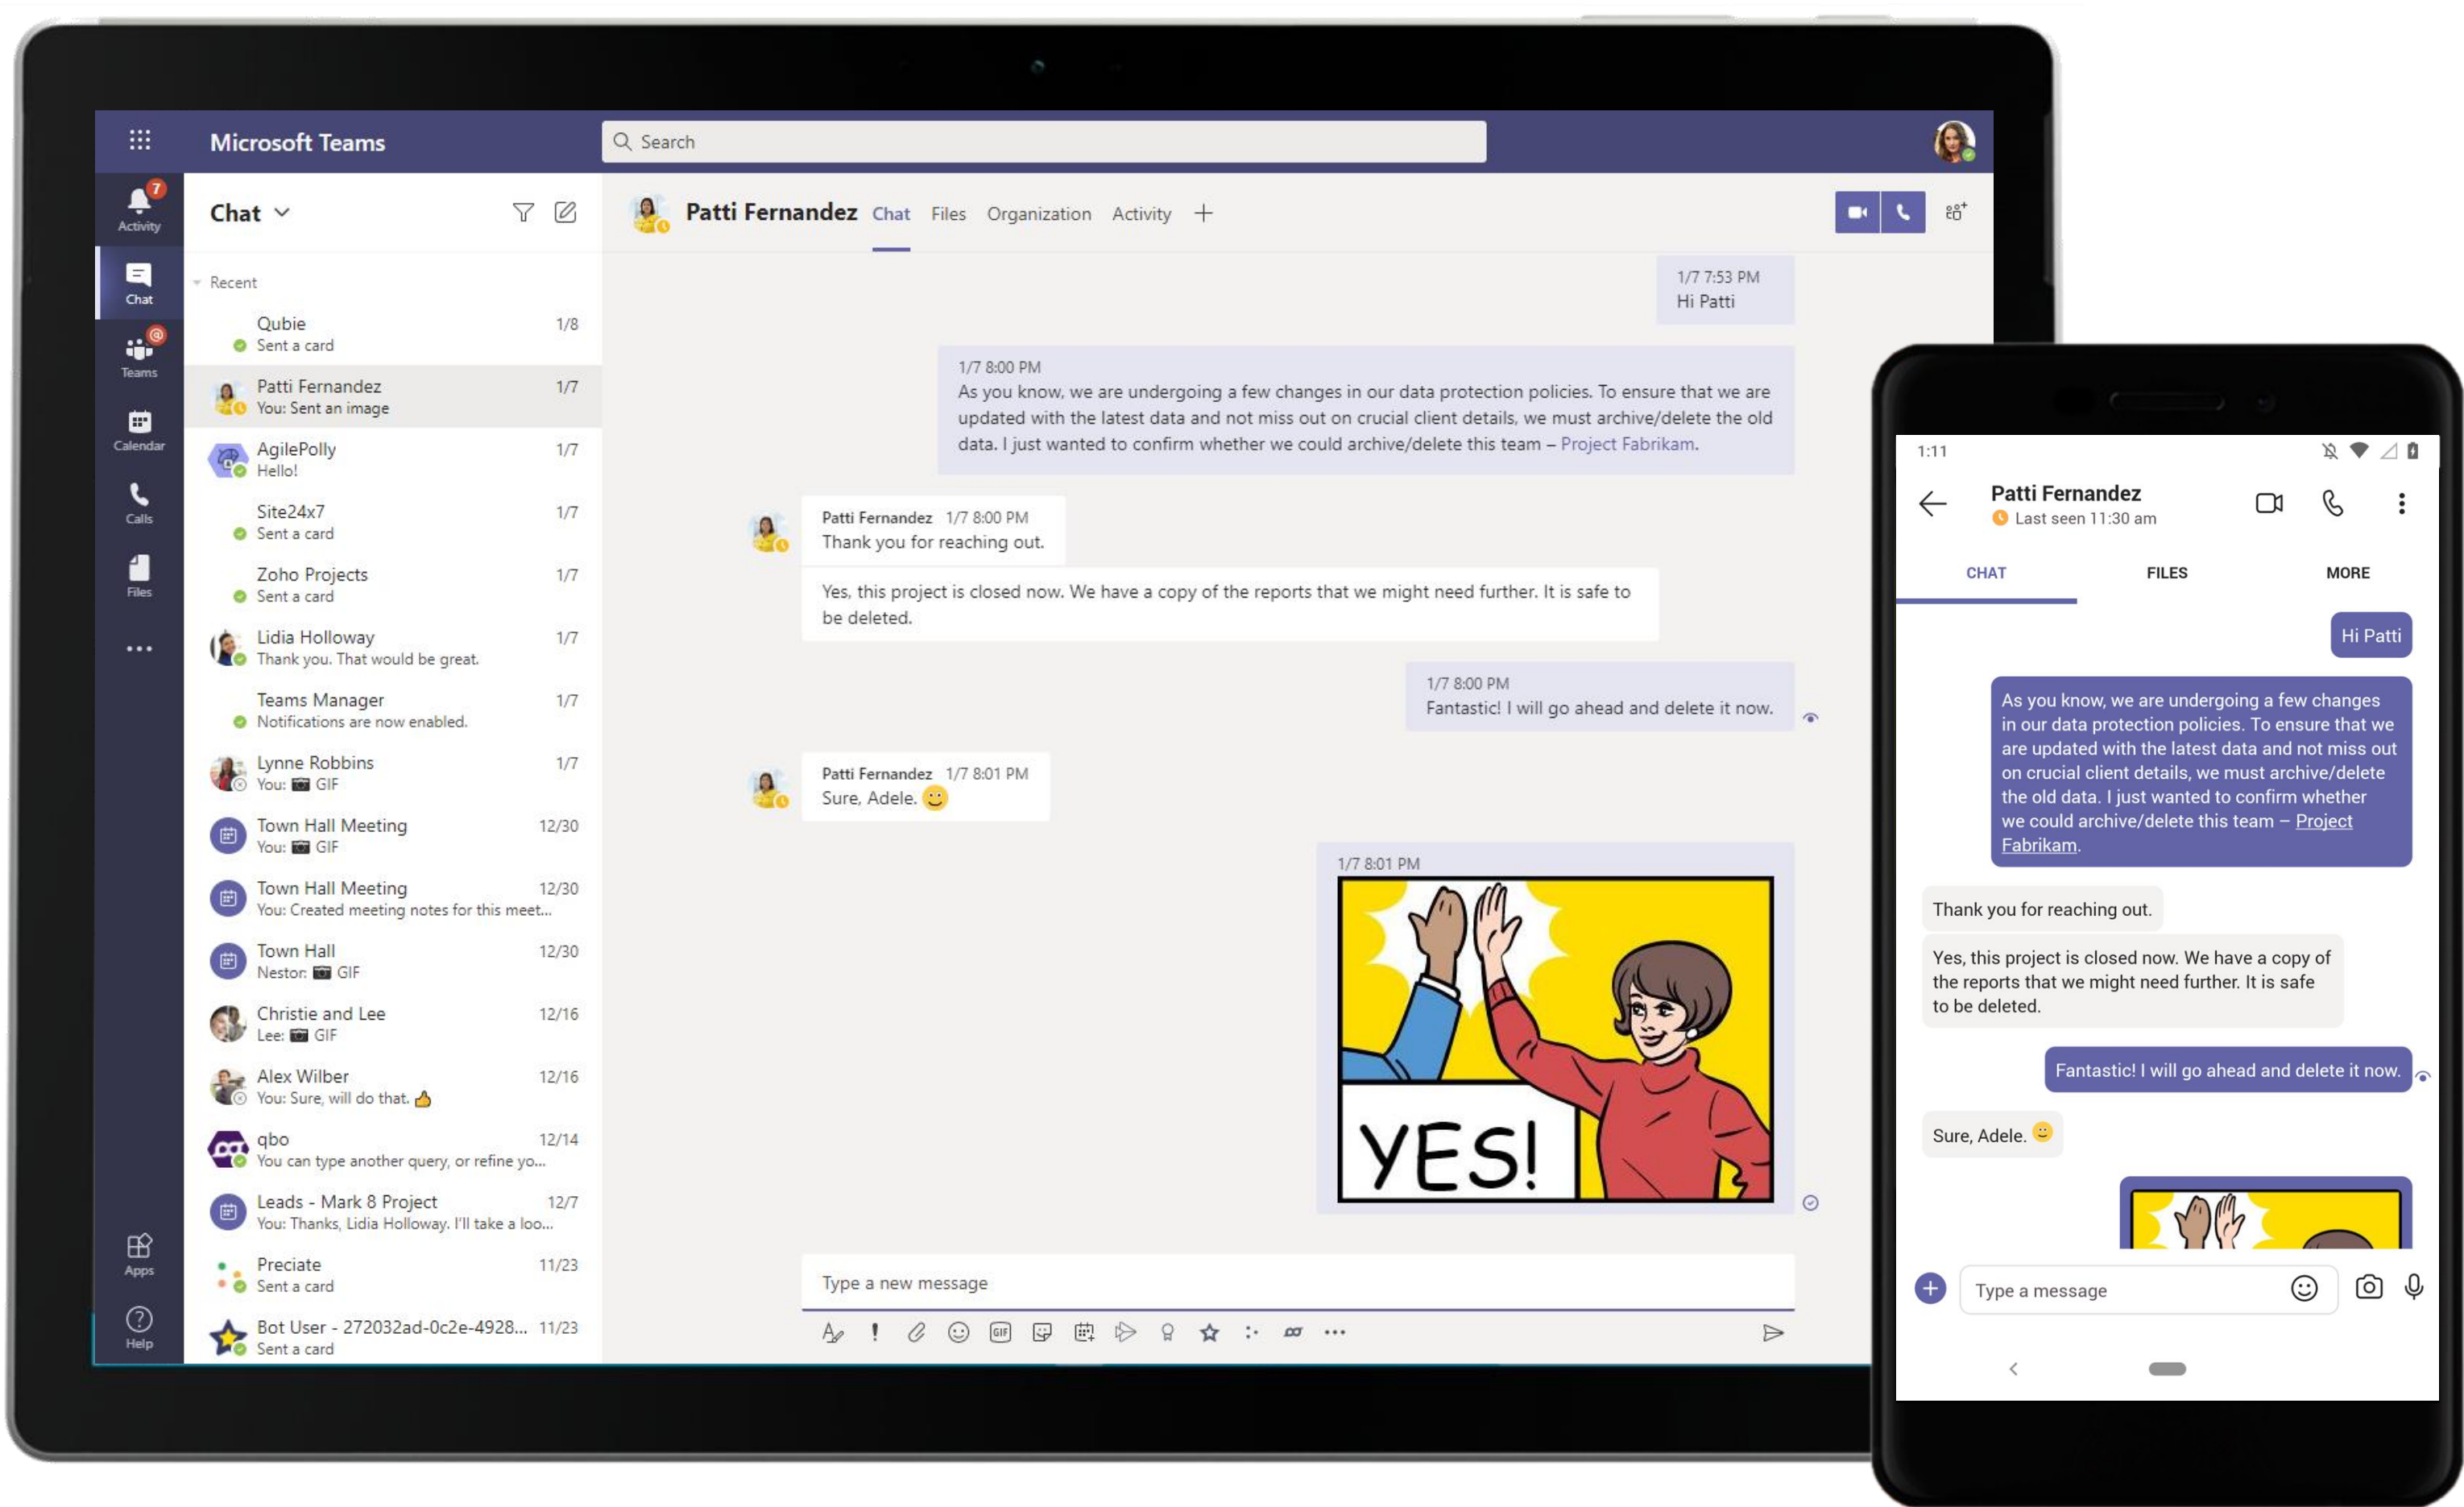 Microsoft Teams
Search
7
Activity
Chat
@
Teams
Calendar
Calls
Files
Apps
Help
Chat
Recent
Qubie 1/8
Sent a card
Patti Fernandez 1/7
You: Sent an image
AgilePolly 1/7
Hello!
Site24x7 1/7
Sent a card
Zoho Projects 1/7
Sent a card
Lidia Holloway 1/7
Thank you. That would be great.
Teams Manager 1/7
Notifications are now enabled.
Lynne Robbins 1/7
You: 📷 GIF
Town Hall Meeting 12/30
You: 📷 GIF
Town Hall Meeting 12/30
You: Created meeting notes for this meet...
Town Hall 12/30
Nestor: 📷 GIF
Christie and Lee 12/16
Lee: 📷 GIF
Alex Wilber 12/16
You: Sure, will do that. 👍
qbo 12/14
You can type another query, or refine yo...
Leads - Mark 8 Project 12/7
You: Thanks, Lidia Holloway. I'll take a loo...
Preciate 11/23
Sent a card
Bot User - 272032ad-0c2e-4928... 11/23
Sent a card
Patti Fernandez Chat Files Organization Activity
1/7 7:53 PM
Hi Patti
1/7 8:00 PM
As you know, we are undergoing a few changes in our data protection policies. To ensure that we are
updated with the latest data and not miss out on crucial client details, we must archive/delete the old
data. I just wanted to confirm whether we could archive/delete this team – Project Fabrikam.
Patti Fernandez 1/7 8:00 PM
Thank you for reaching out.
Yes, this project is closed now. We have a copy of the reports that we might need further. It is safe to
be deleted.
1/7 8:00 PM
Fantastic! I will go ahead and delete it now.
Patti Fernandez 1/7 8:01 PM
Sure, Adele. 🙂
1/7 8:01 PM
YES!
Type a new message
GIF
1:11
Patti Fernandez
Last seen 11:30 am
CHAT FILES MORE
Hi Patti
As you know, we are undergoing a few changes
in our data protection policies. To ensure that we
are updated with the latest data and not miss out
on crucial client details, we must archive/delete
the old data. I just wanted to confirm whether
we could archive/delete this team – Project
Fabrikam.
Thank you for reaching out.
Yes, this project is closed now. We have a copy of
the reports that we might need further. It is safe
to be deleted.
Fantastic! I will go ahead and delete it now.
Sure, Adele. 🙂
Type a message